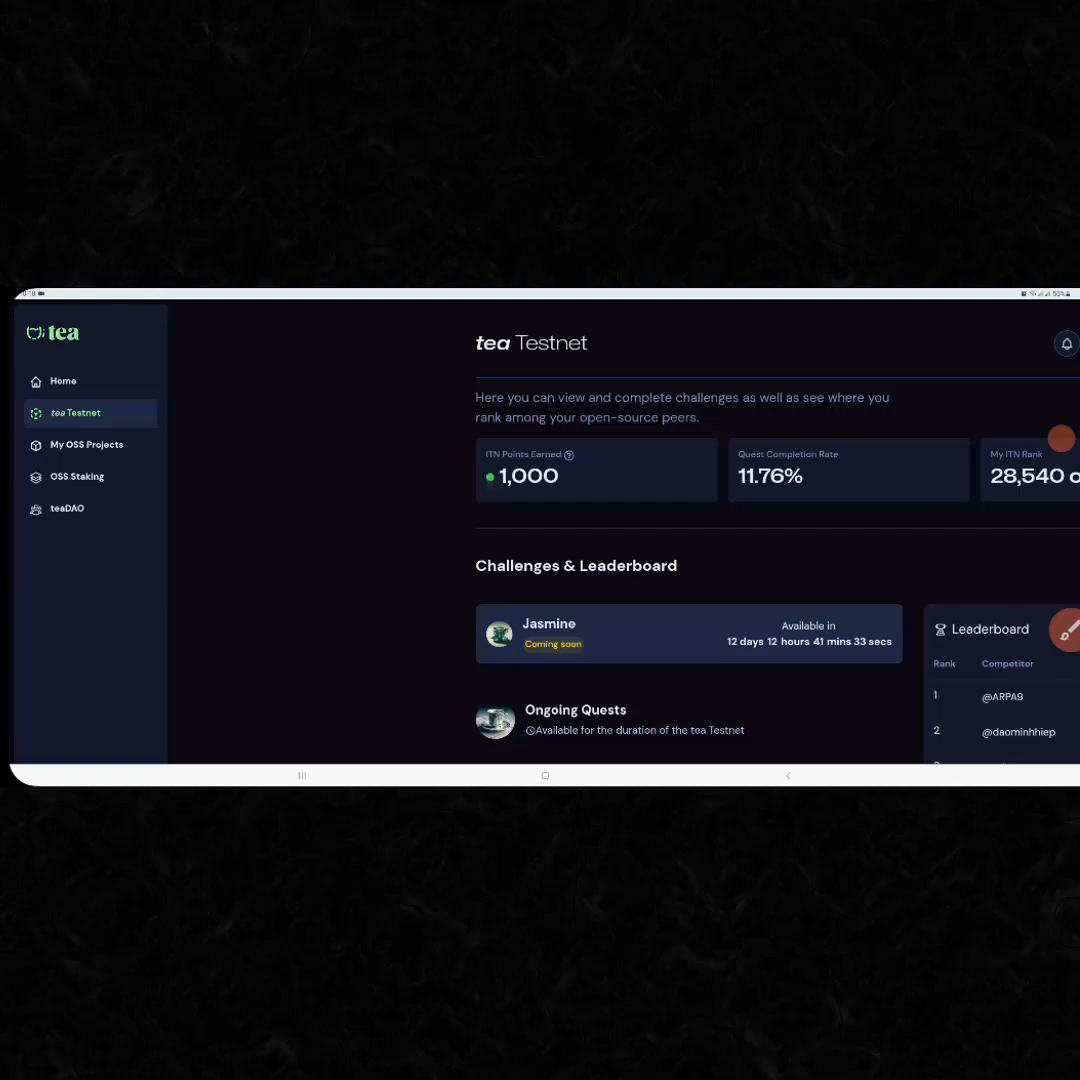 55%
tea
Home
tea Testnet
My OSS Projects
OSS Staking
teaDAO
tea Testnet
Here you can view and complete challenges as well as see where you
rank among your open-source peers.
ITN Points Earned
1,000
Quest Completion Rate
11.76%
My ITN Rank
28,540
Challenges & Leaderboard
Jasmine
Coming soon
Available in
12 days 12 hours 41 mins 33 secs
Ongoing Quests
Available for the duration of the tea Testnet
Leaderboard
Rank Competitor
1 @ARPA9
2 @daominhhiep